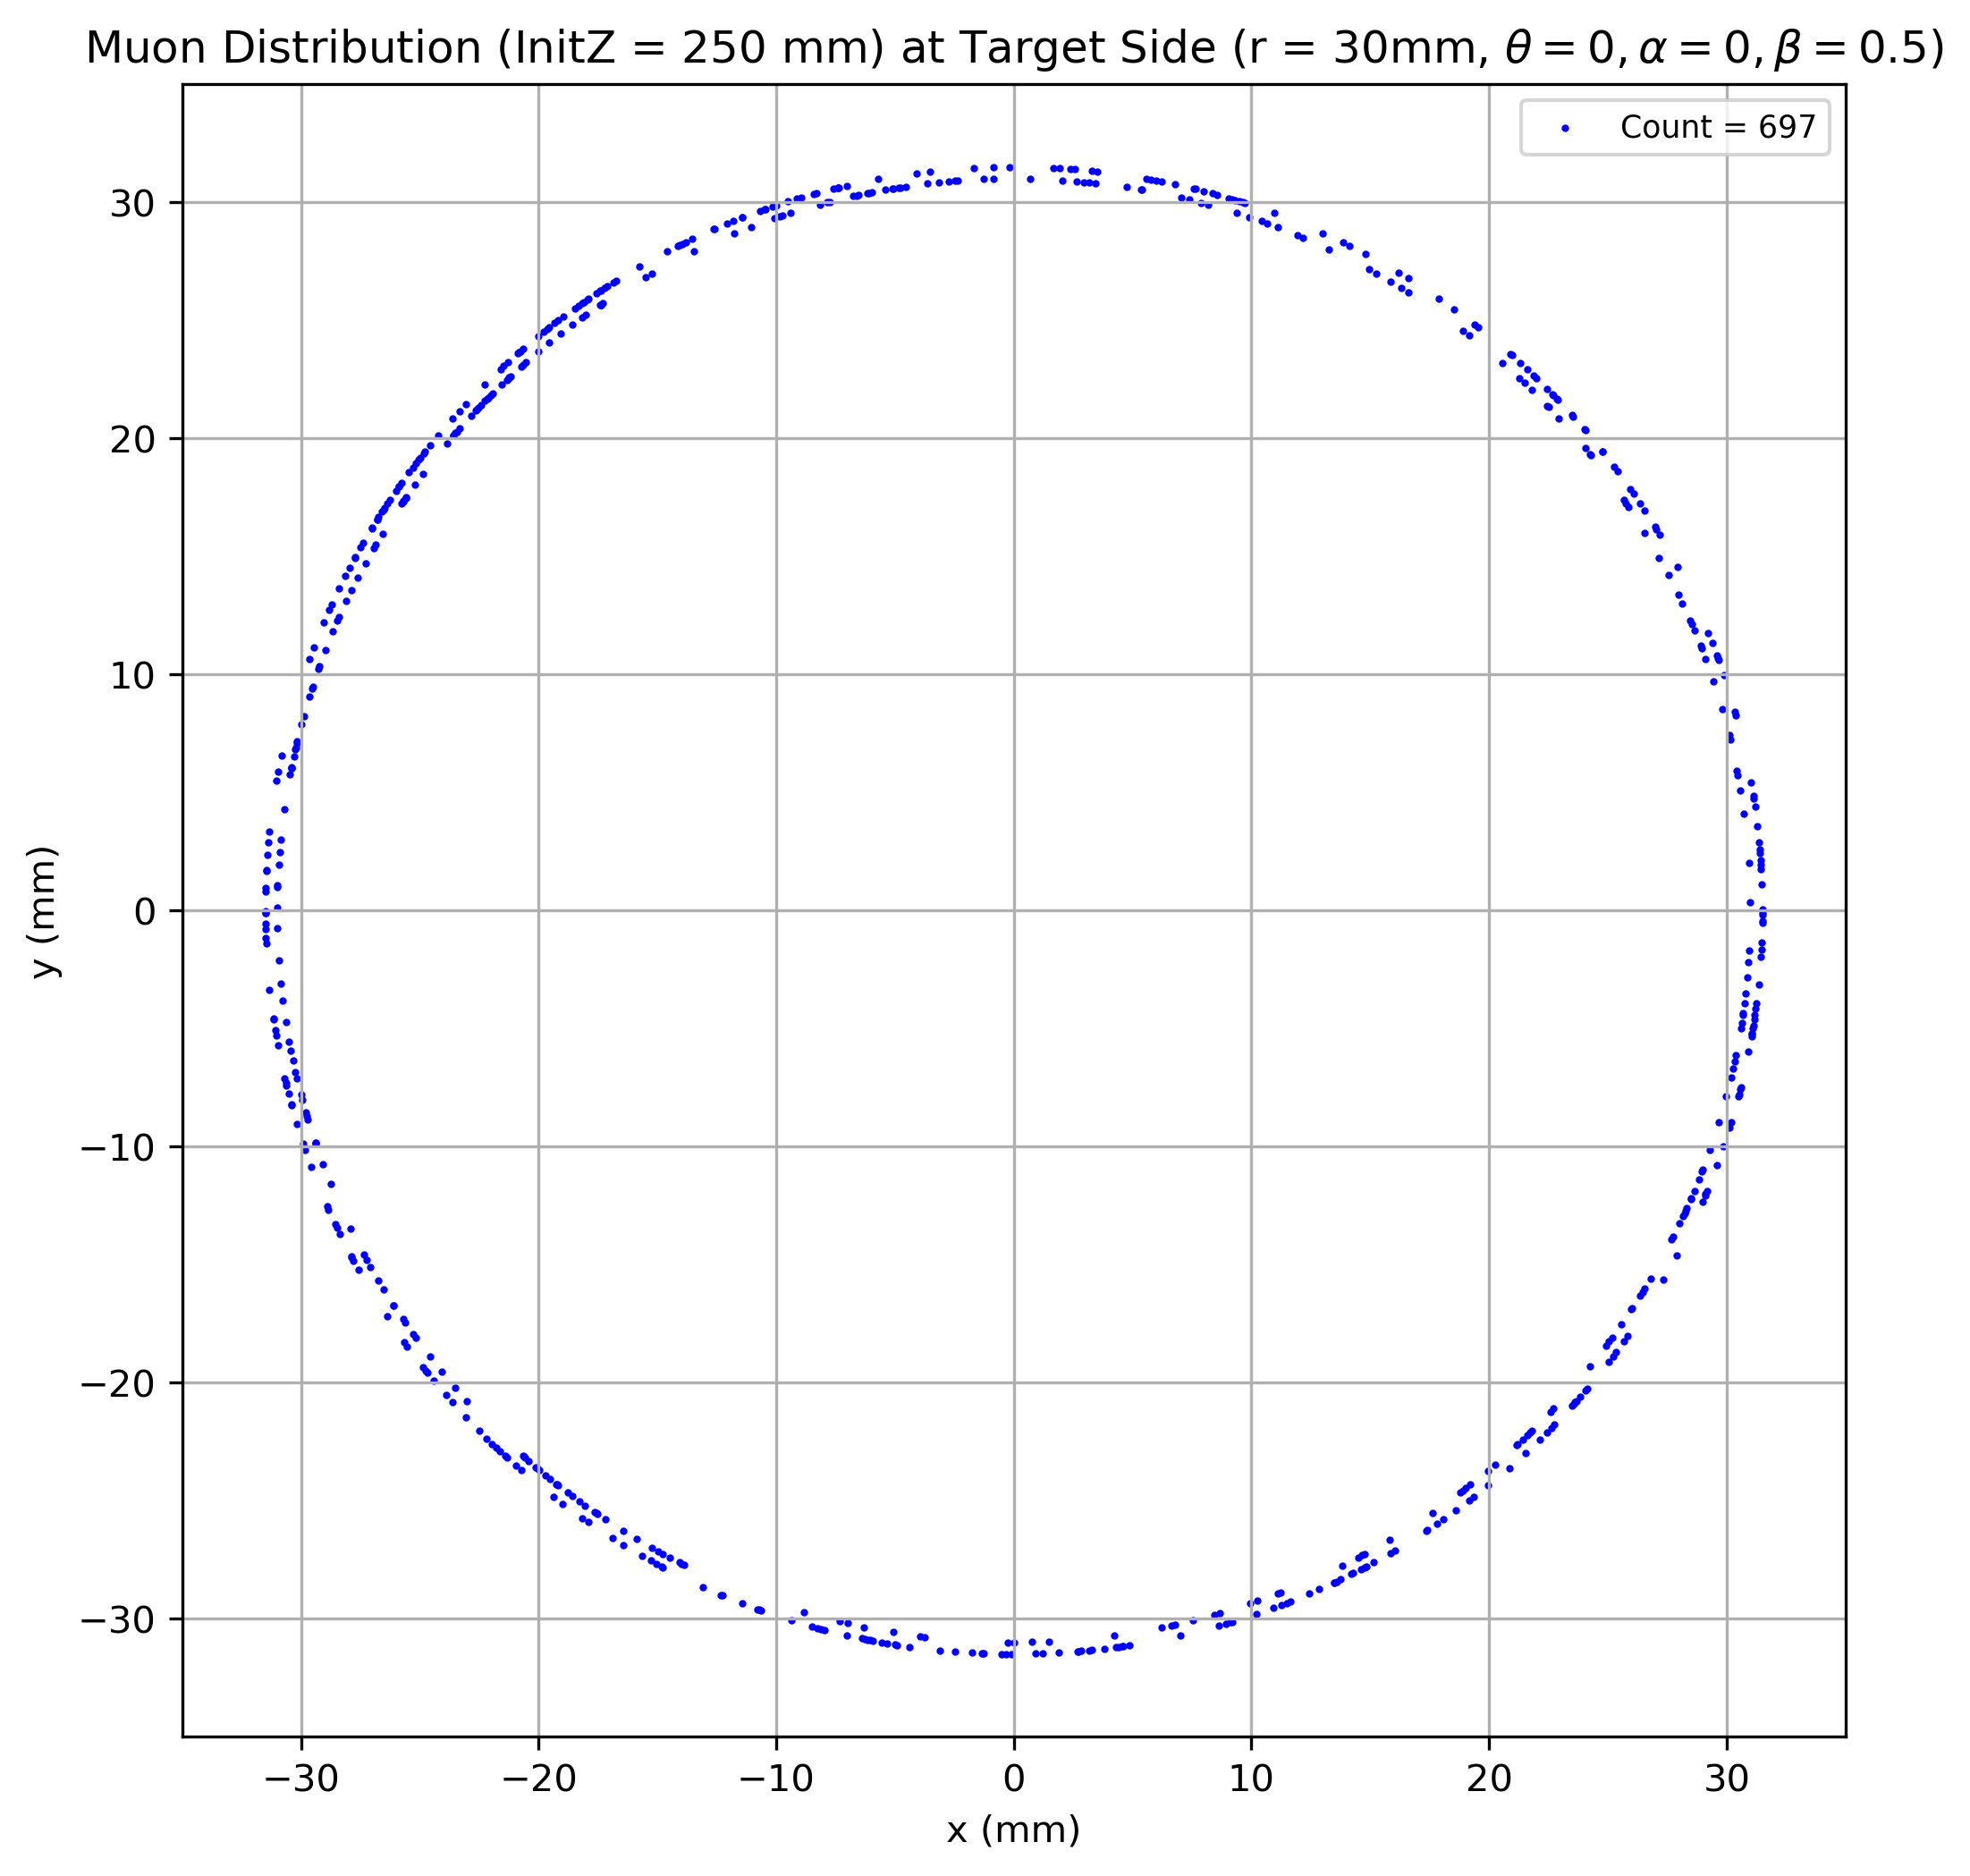 Muon Distribution (InitZ = 250 mm) at Target Side (r = 30mm, θ = 0, α = 0, β = 0.5)
Count = 697
30
20
10
0
−10
−20
−30
y (mm)
−30 −20 −10 0 10 20 30
x (mm)